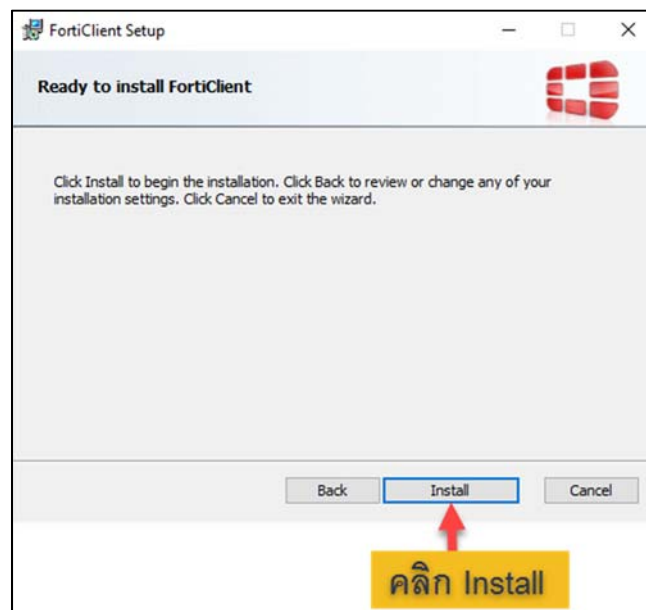 FortiClient Setup
Ready to install FortiClient
Click Install to begin the installation. Click Back to review or change any of your
installation settings. Click Cancel to exit the wizard.
Back Install Cancel
คลิก Install